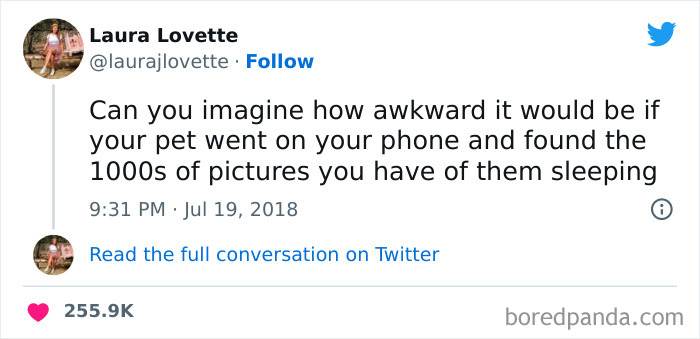 Laura Lovette
@laurajlovette · Follow
Can you imagine how awkward it would be if
your pet went on your phone and found the
1000s of pictures you have of them sleeping
9:31 PM · Jul 19, 2018
Read the full conversation on Twitter
255.9K
boredpanda.com